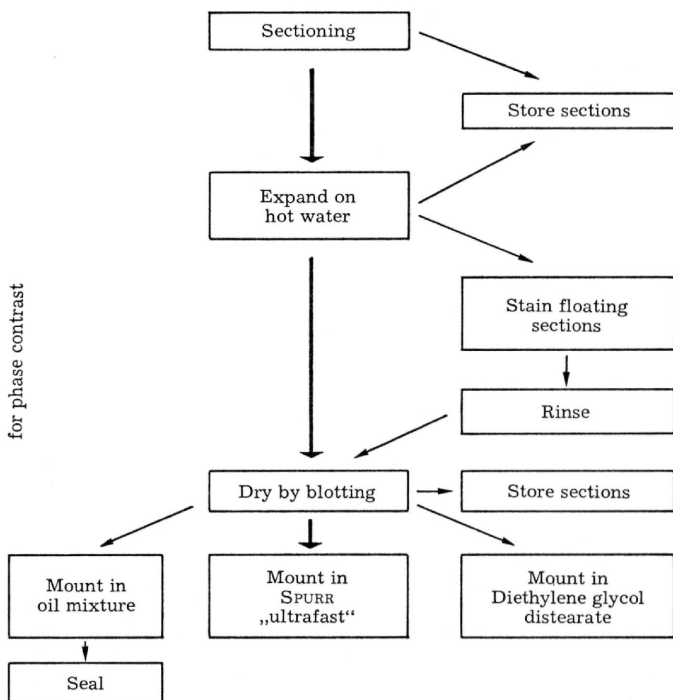 Sectioning
Store sections
Expand on
hot water
for phase contrast
Stain floating
sections
Rinse
Dry by blotting
Store sections
Mount in
oil mixture
Mount in
SPURR
„ultrafast“
Mount in
Diethylene glycol
distearate
Seal